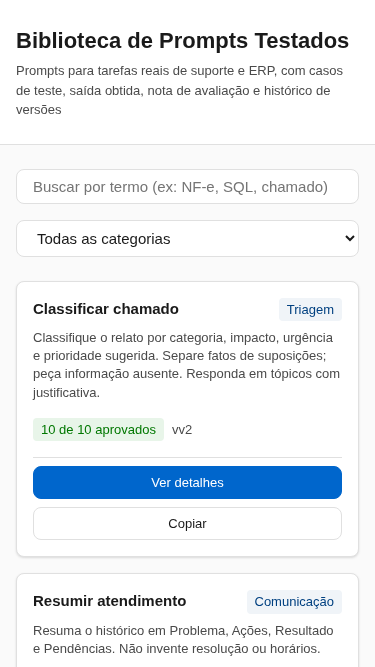 Biblioteca de Prompts Testados
Prompts para tarefas reais de suporte e ERP, com casos
de teste, saída obtida, nota de avaliação e histórico de
versões
Buscar por termo (ex: NF-e, SQL, chamado)
Todas as categorias
Classificar chamado
Triagem
Classifique o relato por categoria, impacto, urgência
e prioridade sugerida. Separe fatos de suposições;
peça informação ausente. Responda em tópicos com
justificativa.
10 de 10 aprovados vv2
Ver detalhes
Copiar
Resumir atendimento
Comunicação
Resuma o histórico em Problema, Ações, Resultado
e Pendências. Não invente resolução ou horários.